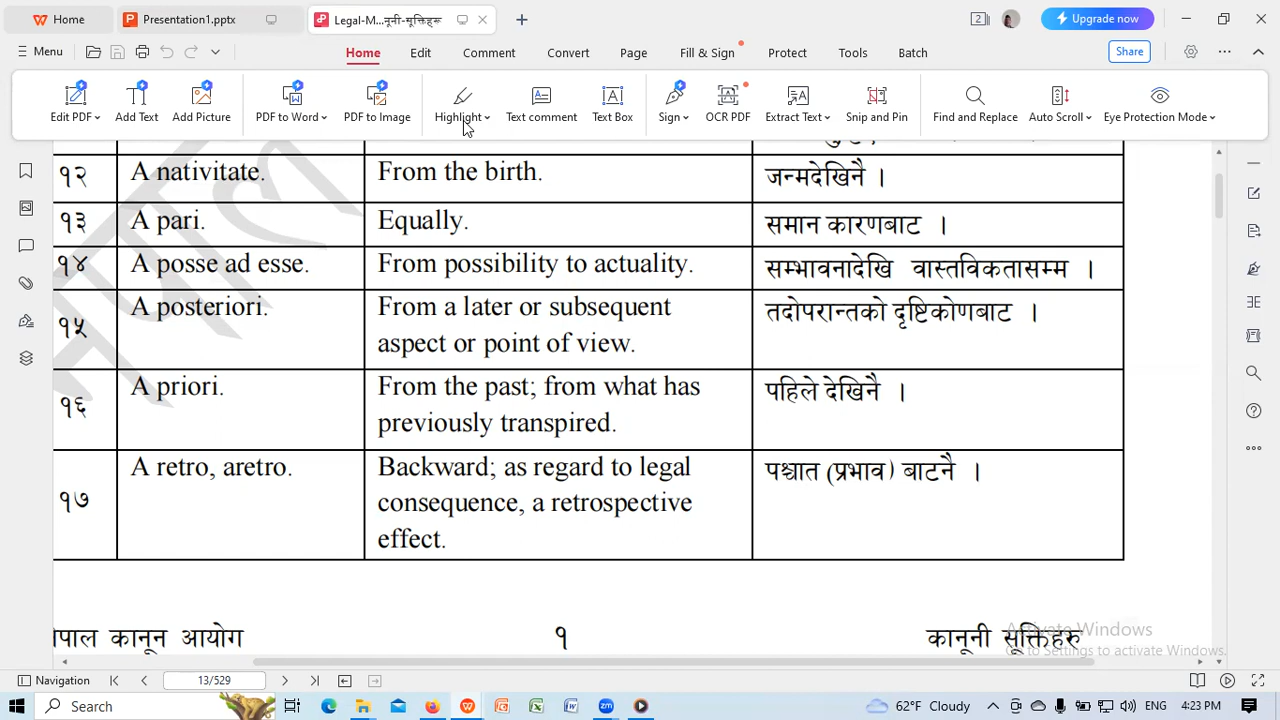 Home
Presentation1.pptx
Legal-M...नूनी-सूक्तिहरु
2
Upgrade now
Menu
Home
Edit
Comment
Convert
Page
Fill & Sign
Protect
Tools
Batch
Share
Edit PDF
Add Text
Add Picture
PDF to Word
PDF to Image
Highlight
Text comment
Text Box
Sign
OCR PDF
Extract Text
Snip and Pin
Find and Replace
Auto Scroll
Eye Protection Mode
१२ A nativitate. From the birth. जन्मदेखिनै ।
१३ A pari. Equally. समान कारणबाट ।
१४ A posse ad esse. From possibility to actuality. सम्भावनादेखि वास्तविकतासम्म ।
१५ A posteriori. From a later or subsequent तदोपरान्तको दृष्टिकोणबाट ।
aspect or point of view.
१६ A priori. From the past; from what has पहिले देखिनै ।
previously transpired.
१७ A retro, aretro. Backward; as regard to legal पश्चात (प्रभाव) बाटनै ।
consequence, a retrospective
effect.
पाल कानून आयोग
१
कानूनी सूक्तिहरु
Activate Windows
Go to Settings to activate Windows.
Navigation
13/529
Search
62°F Cloudy
ENG
4:23 PM